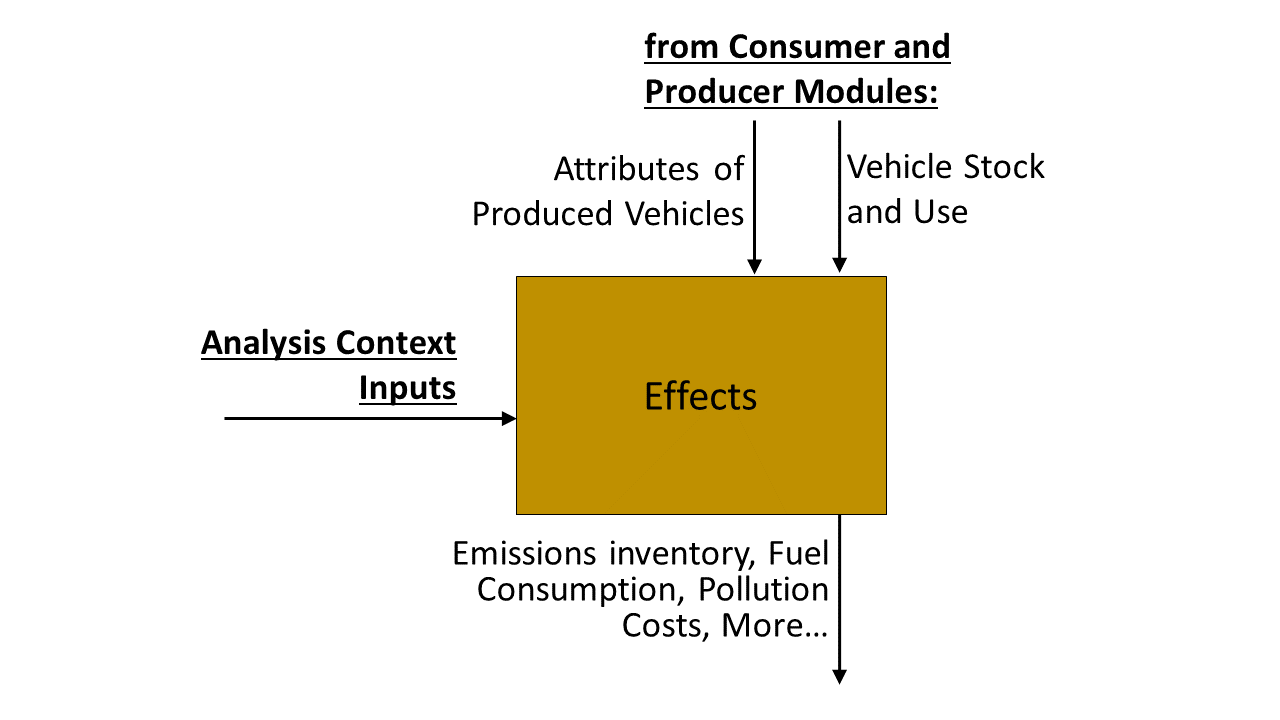 from Consumer and
Producer Modules:
Attributes of
Produced Vehicles
Vehicle Stock
and Use
Analysis Context
Inputs
Effects
Emissions inventory, Fuel
Consumption, Pollution
Costs, More…